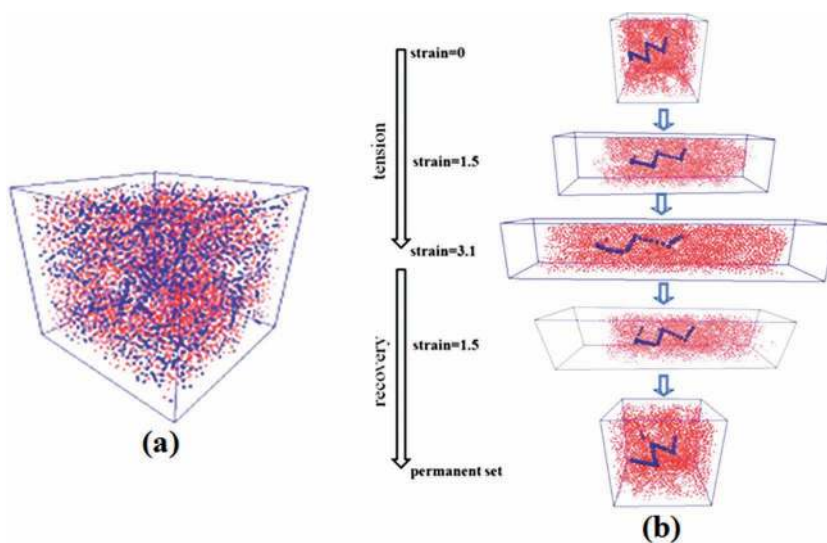 strain=0
tension
strain=1.5
strain=3.1
strain=1.5
recovery
permanent set
(a)
(b)